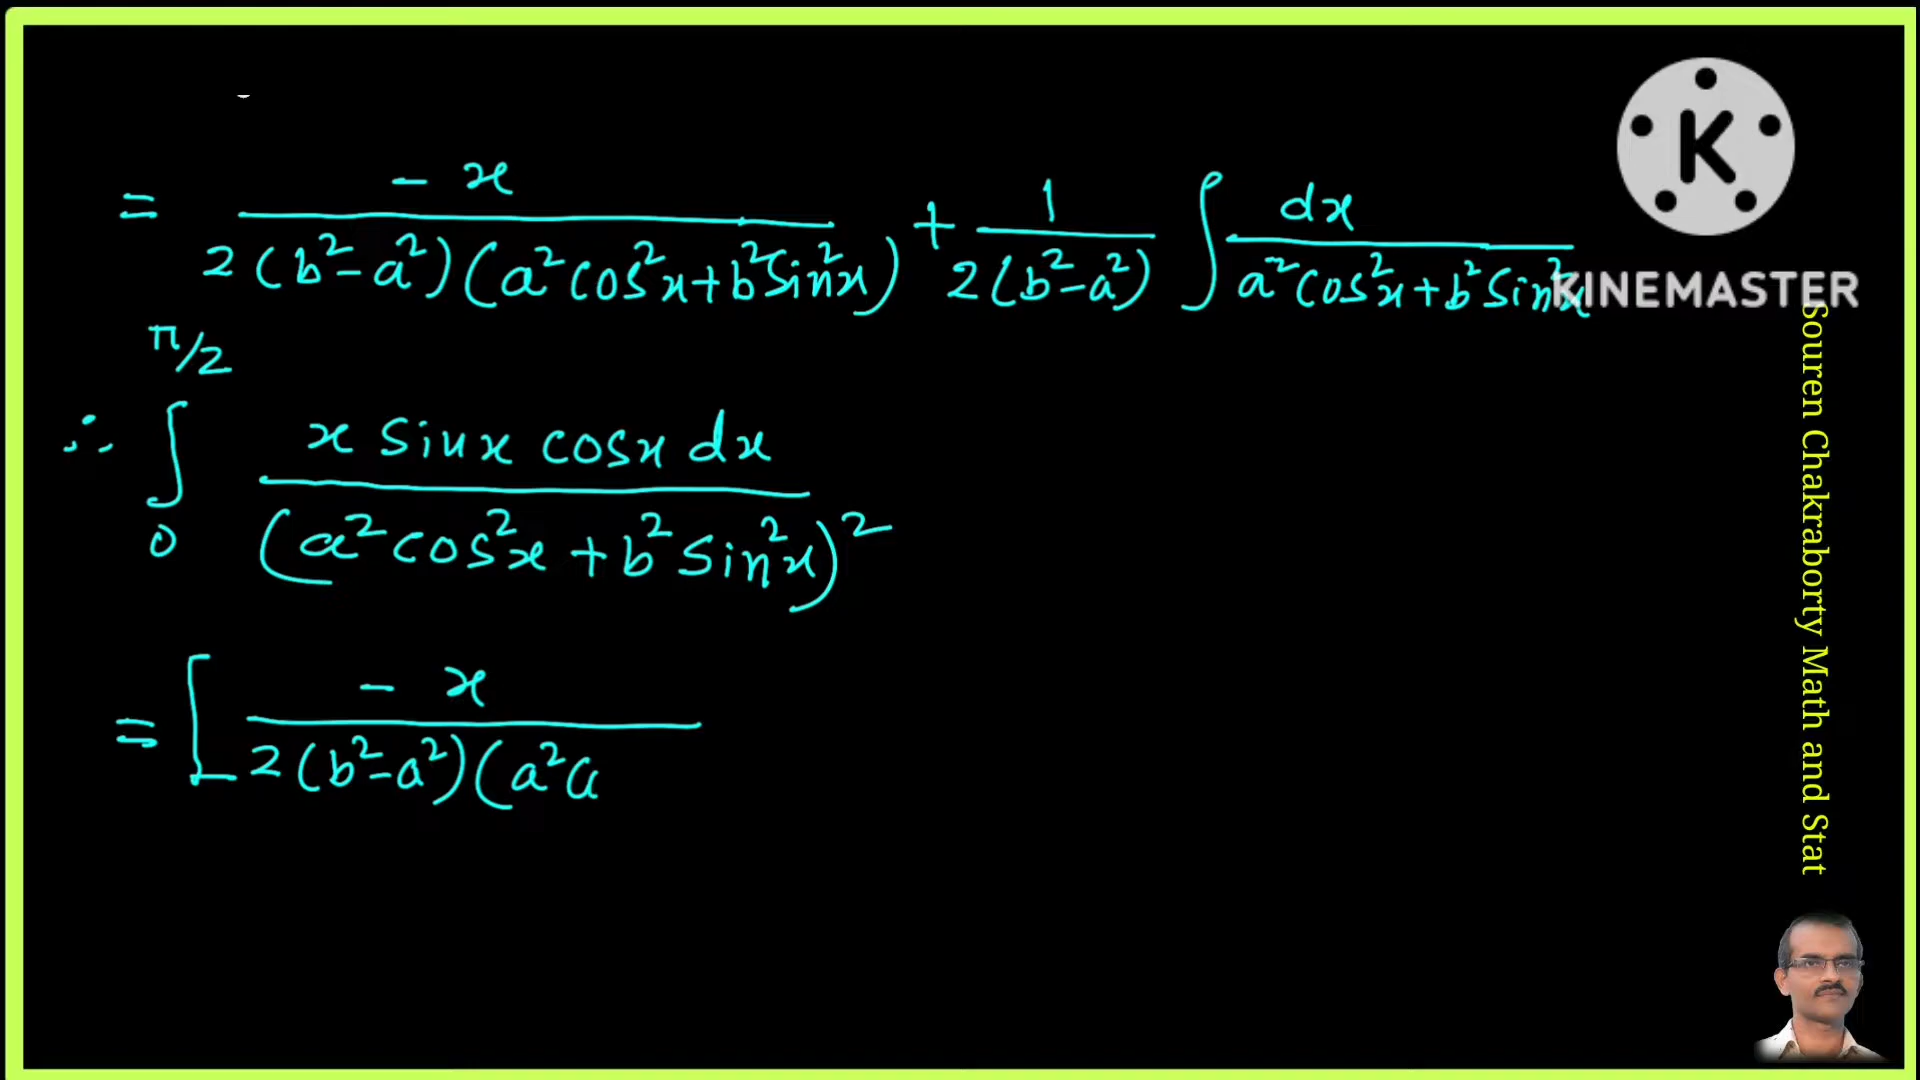 = - x / 2(b²-a²)(a²cos²x+b²sin²x) + 1 / 2(b²-a²) ∫ dx / a²cos²x+b²sin²x
K
KINEMASTER
∴ ∫₀^π/2 x sinx cosx dx / (a²cos²x+b²sin²x)²
= [ - x / 2(b²-a²)(a²c
Souren Chakraborty Math and Stat